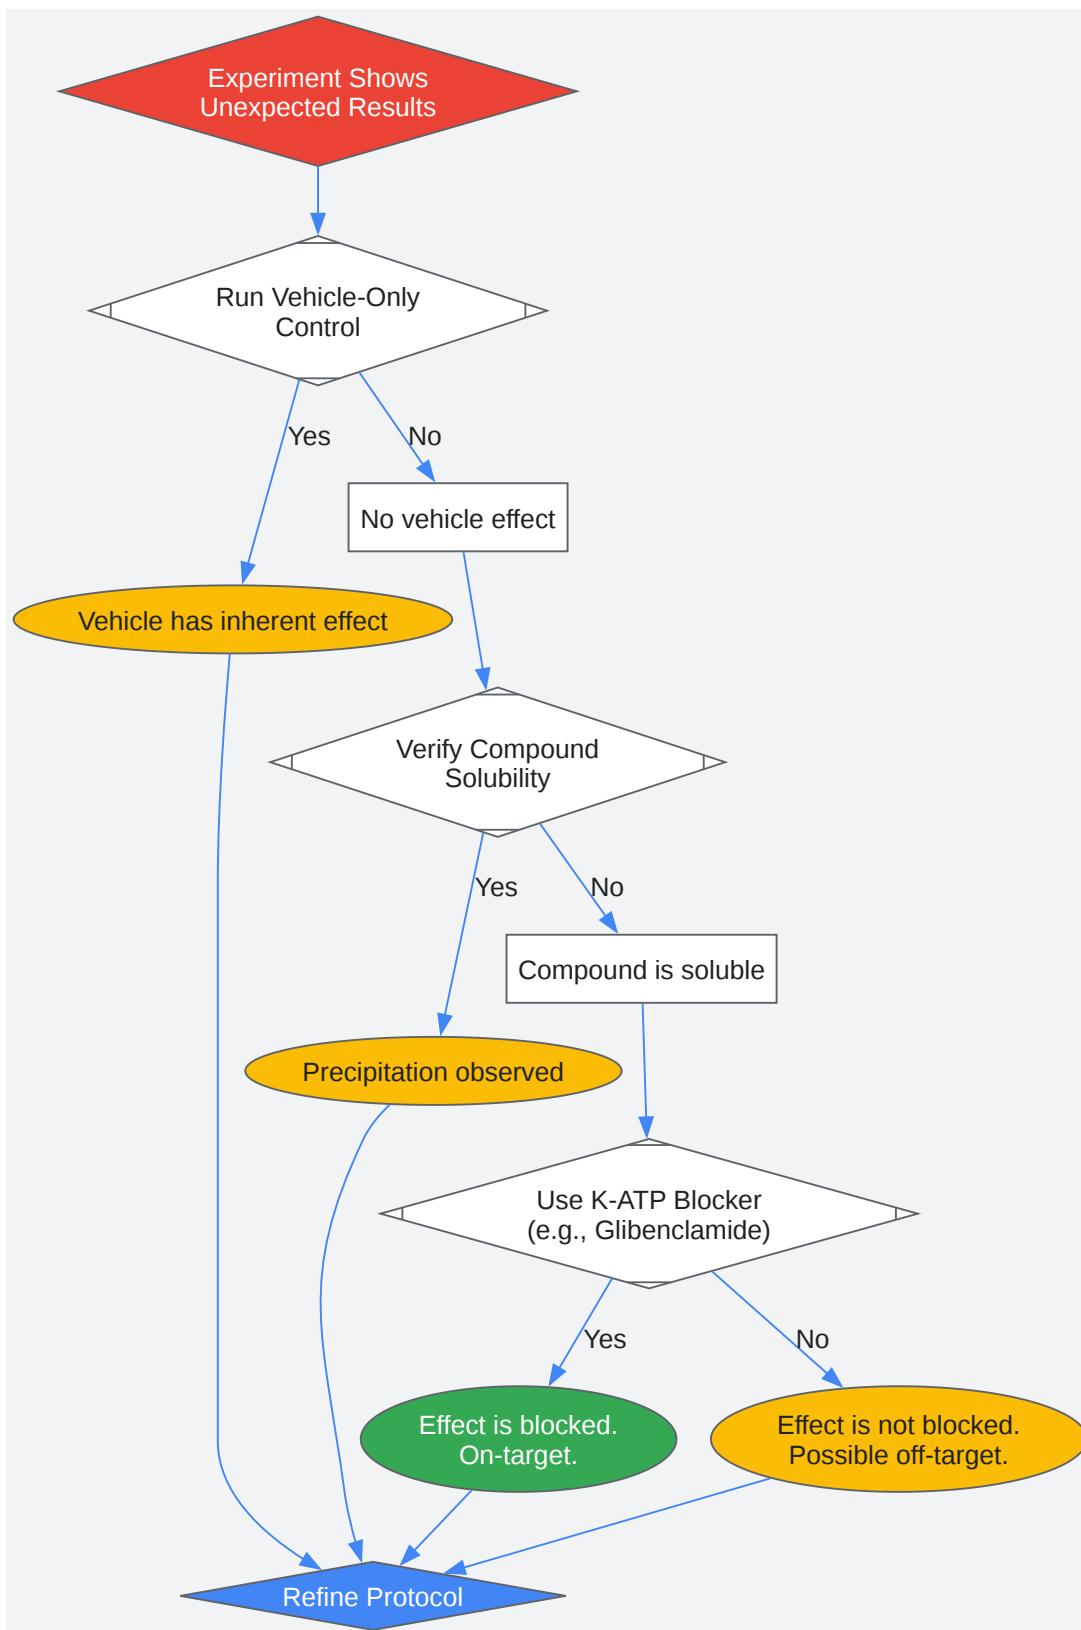 Experiment Shows
Unexpected Results
Run Vehicle-Only
Control
Yes
No
No vehicle effect
Vehicle has inherent effect
Verify Compound
Solubility
Yes
No
Compound is soluble
Precipitation observed
Use K-ATP Blocker
(e.g., Glibenclamide)
Yes
No
Effect is blocked.
On-target.
Effect is not blocked.
Possible off-target.
Refine Protocol